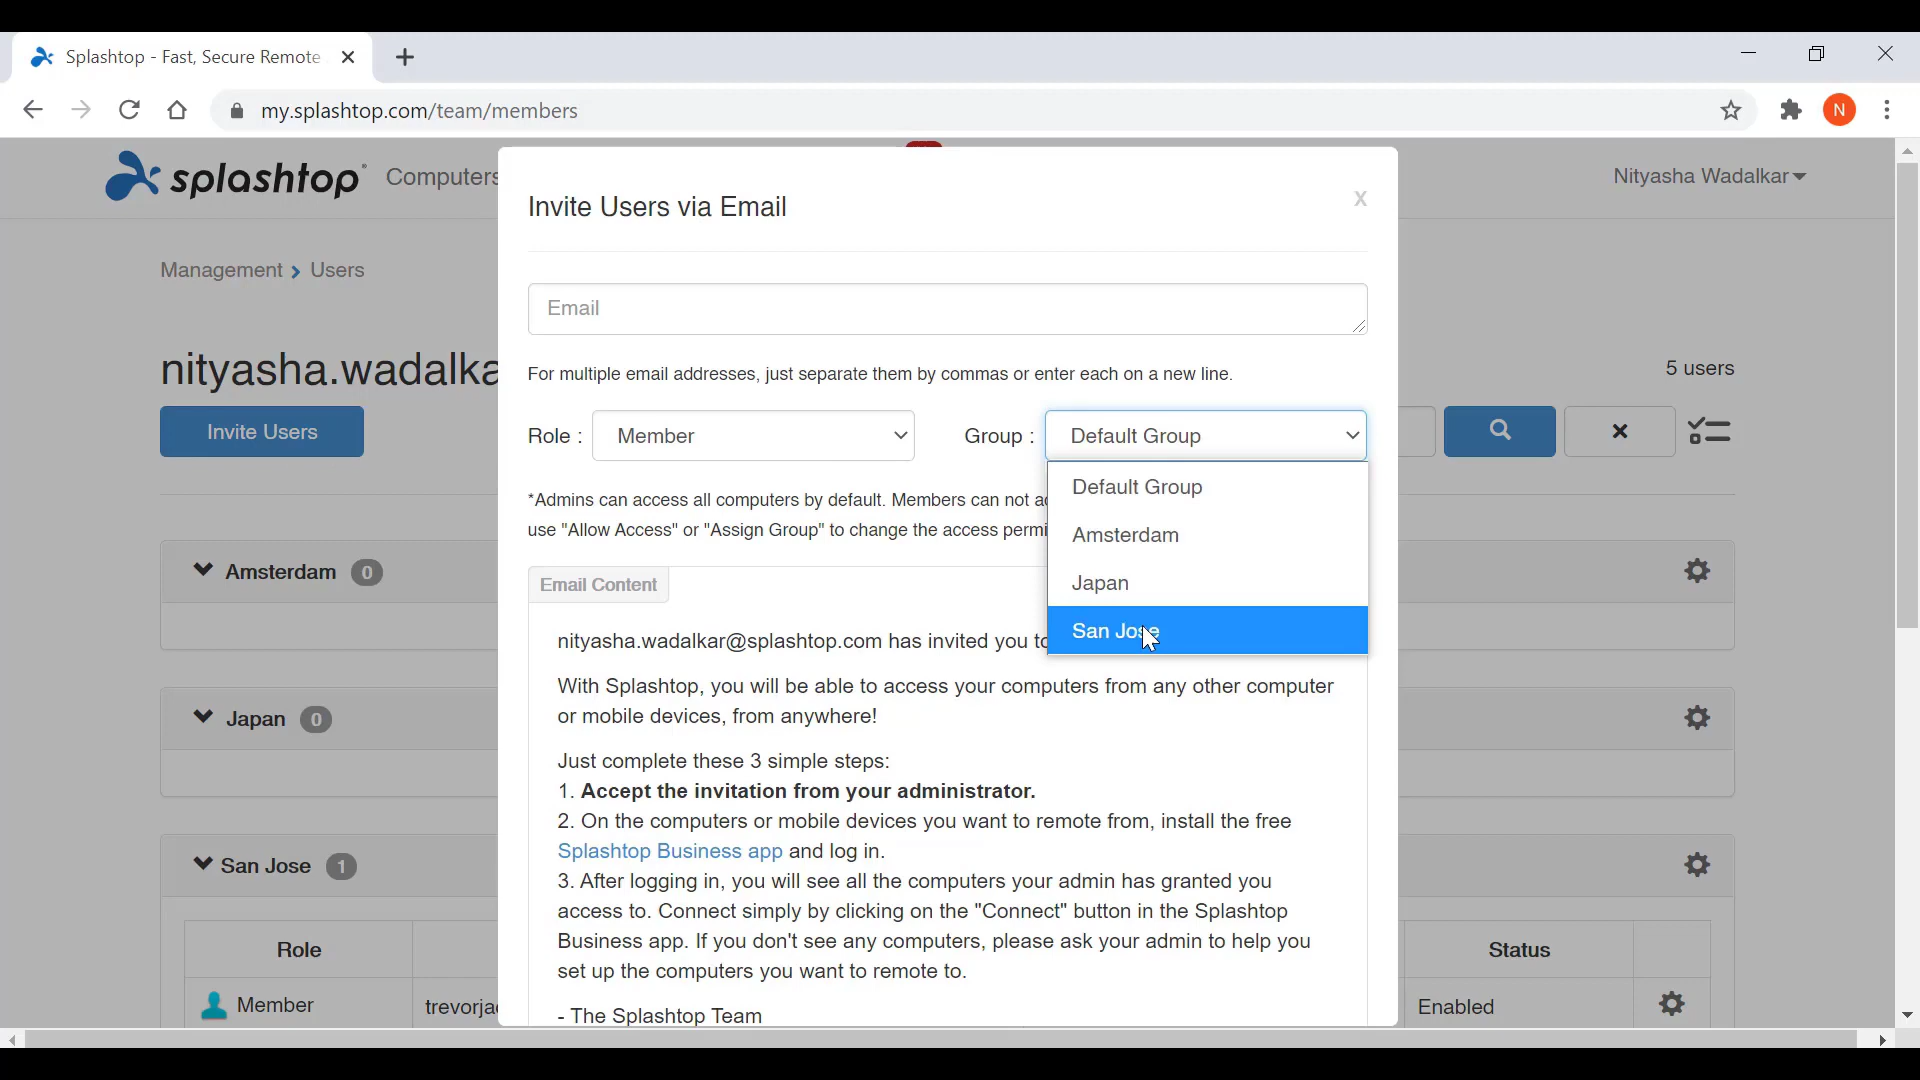 Splashtop - Fast, Secure Remote
my.splashtop.com/team/members
N
splashtop
Computers
Nityasha Wadalkar
Invite Users via Email
X
Management > Users
Email
nityasha.wadalka
5 users
For multiple email addresses, just separate them by commas or enter each on a new line.
Invite Users
Role : Member
Group : Default Group
Default Group
Amsterdam
Japan
San Jose
*Admins can access all computers by default. Members can not
use "Allow Access" or "Assign Group" to change the access
Amsterdam 0
Email Content
nityasha.wadalkar@splashtop.com has invited you to
With Splashtop, you will be able to access your computers from any other computer
or mobile devices, from anywhere!
Japan 0
Just complete these 3 simple steps:
1. Accept the invitation from your administrator.
2. On the computers or mobile devices you want to remote from, install the free
Splashtop Business app and log in.
3. After logging in, you will see all the computers your admin has granted you
access to. Connect simply by clicking on the "Connect" button in the Splashtop
Business app. If you don't see any computers, please ask your admin to help you
set up the computers you want to remote to.
- The Splashtop Team
San Jose 1
Role
Status
Member
trevorja
Enabled